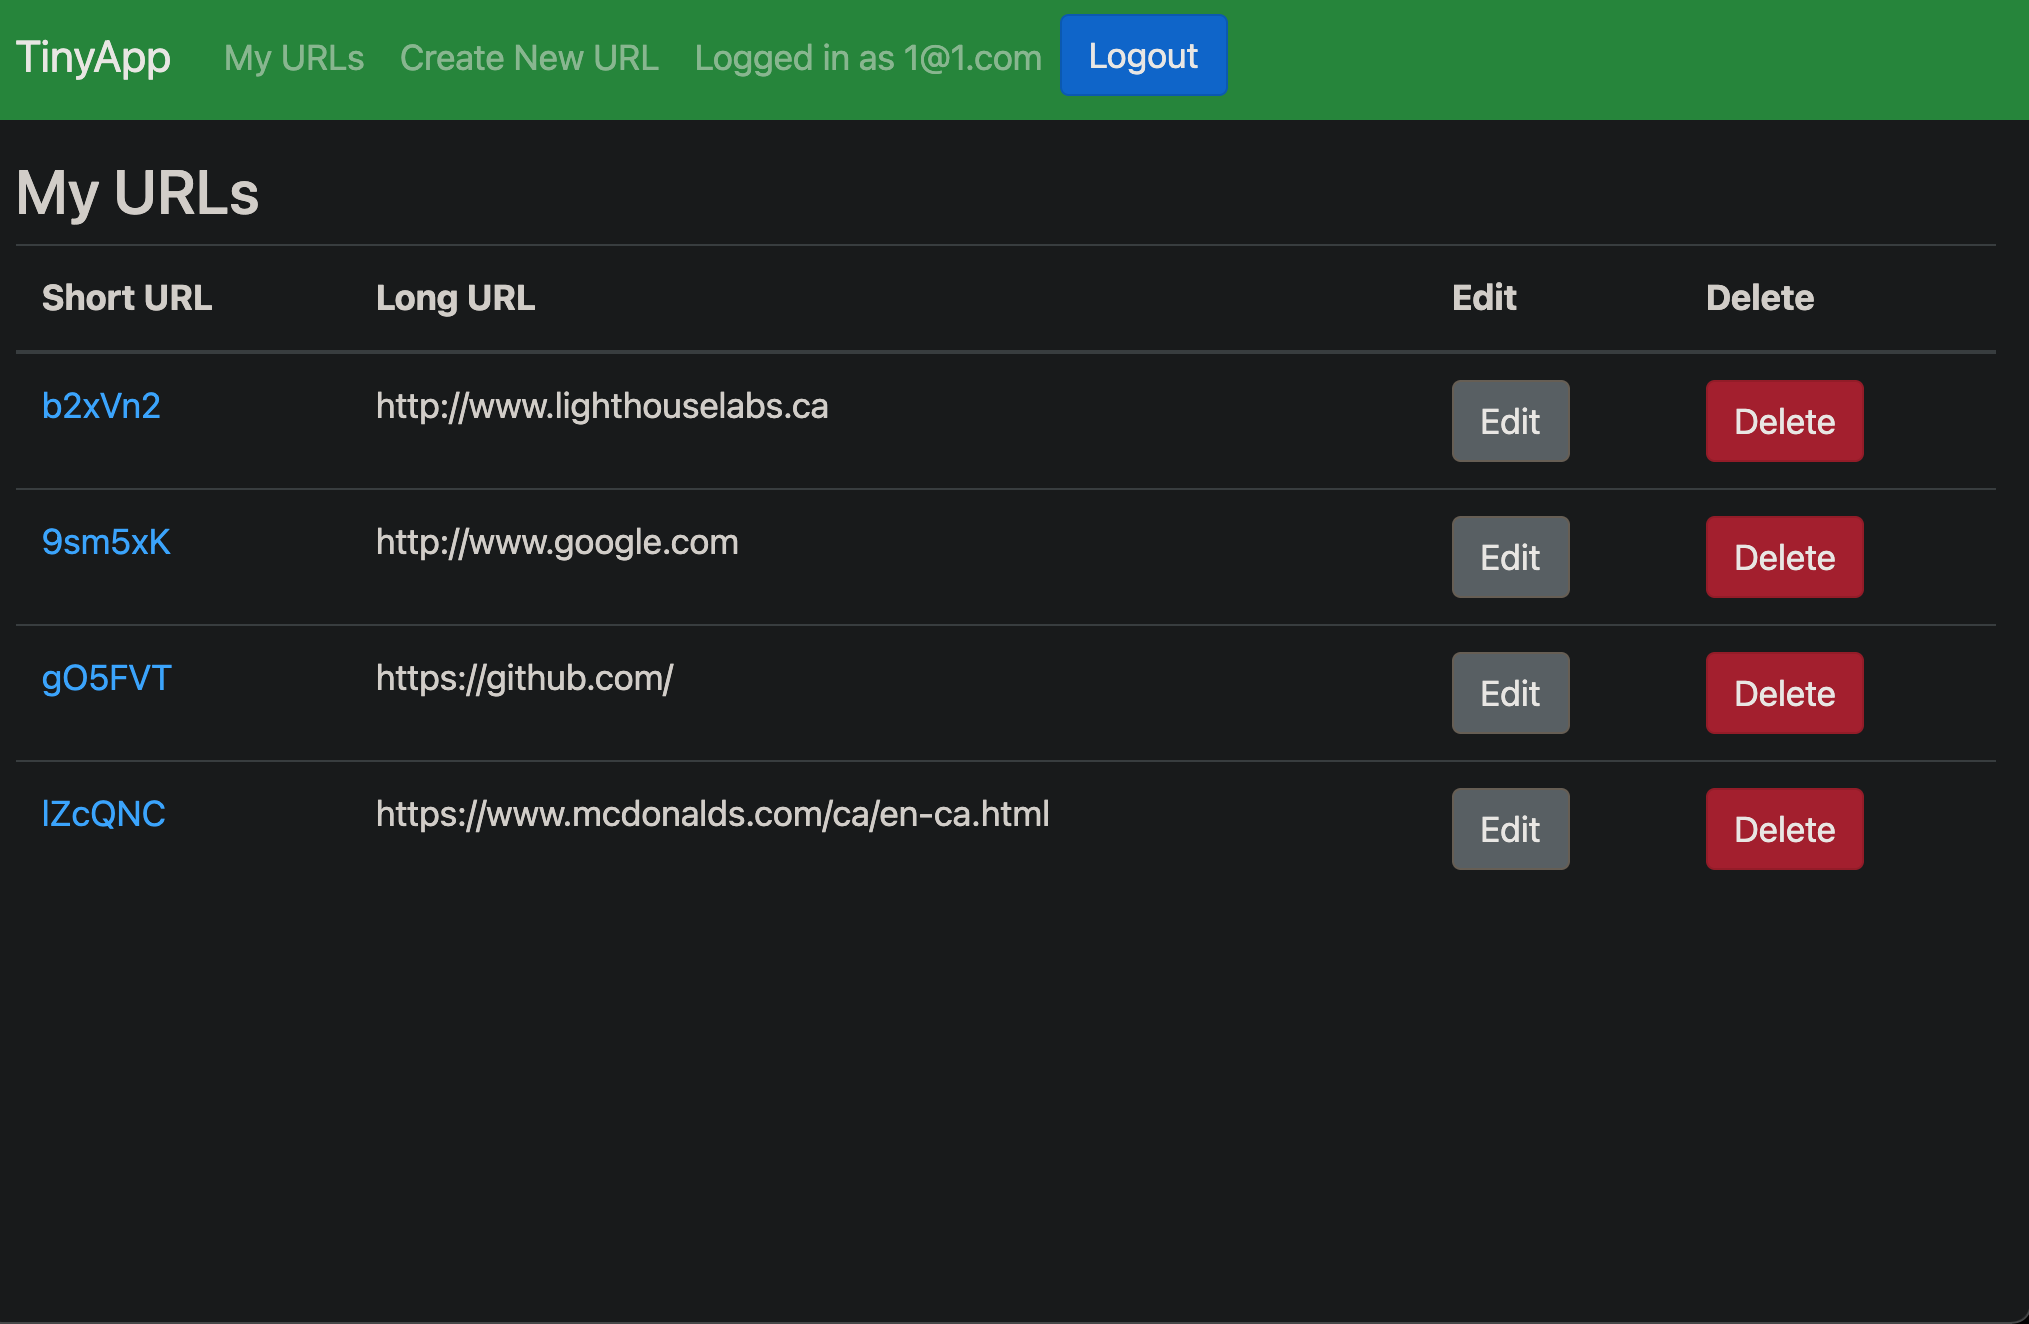 TinyApp My URLs Create New URL Logged in as 1@1.com Logout
My URLs
Short URL Long URL Edit Delete
b2xVn2 http://www.lighthouselabs.ca Edit Delete
9sm5xK http://www.google.com Edit Delete
gO5FVT https://github.com/ Edit Delete
lZcQNC https://www.mcdonalds.com/ca/en-ca.html Edit Delete